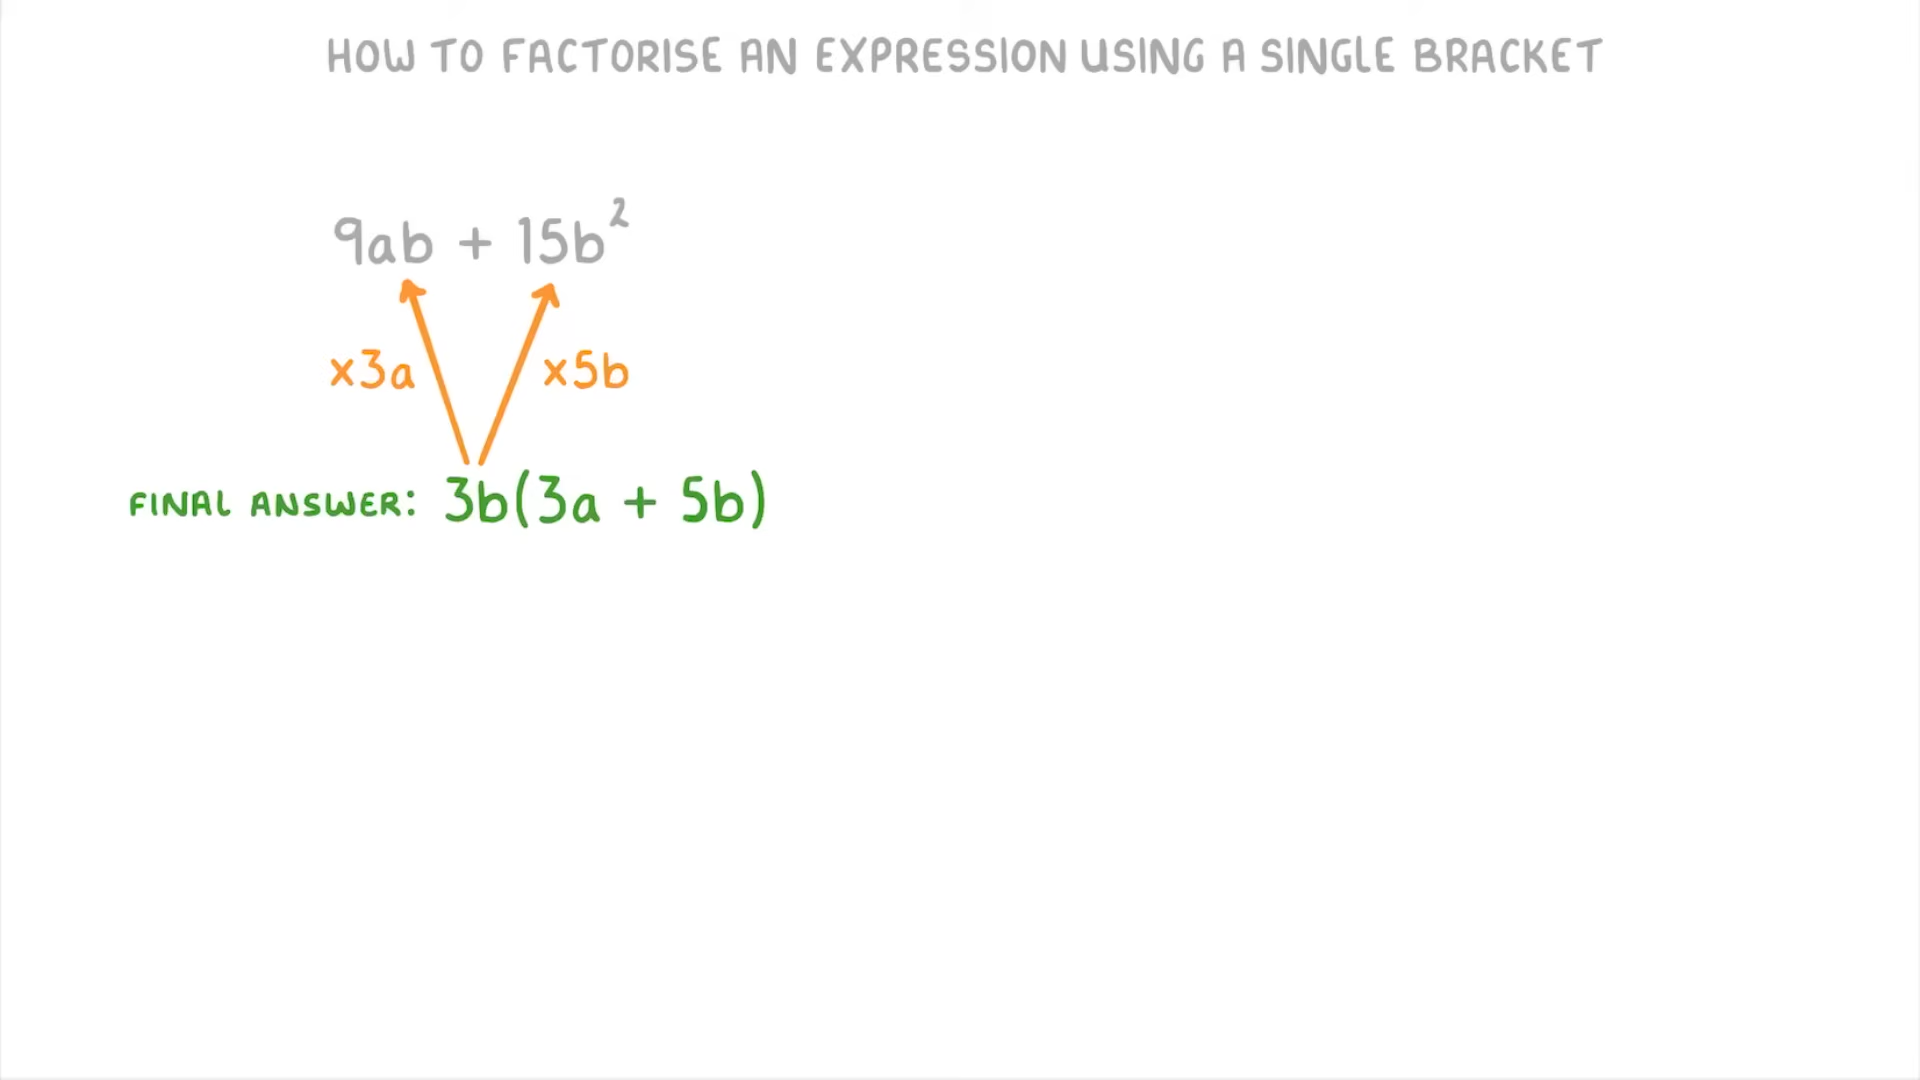 HOW TO FACTORISE AN EXPRESSION USING A SINGLE BRACKET
9ab + 15b²
x3a x5b
FINAL ANSWER: 3b(3a + 5b)